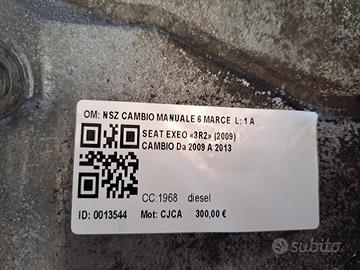 OM: NSZ CAMBIO MANUALE 6 MARCE L: 1 A
SEAT EXEO «3R2» (2009)
CAMBIO Da 2009 A 2013
CC:1968 diesel
ID: 0013544 Mot: CJCA 300,00 €
subito